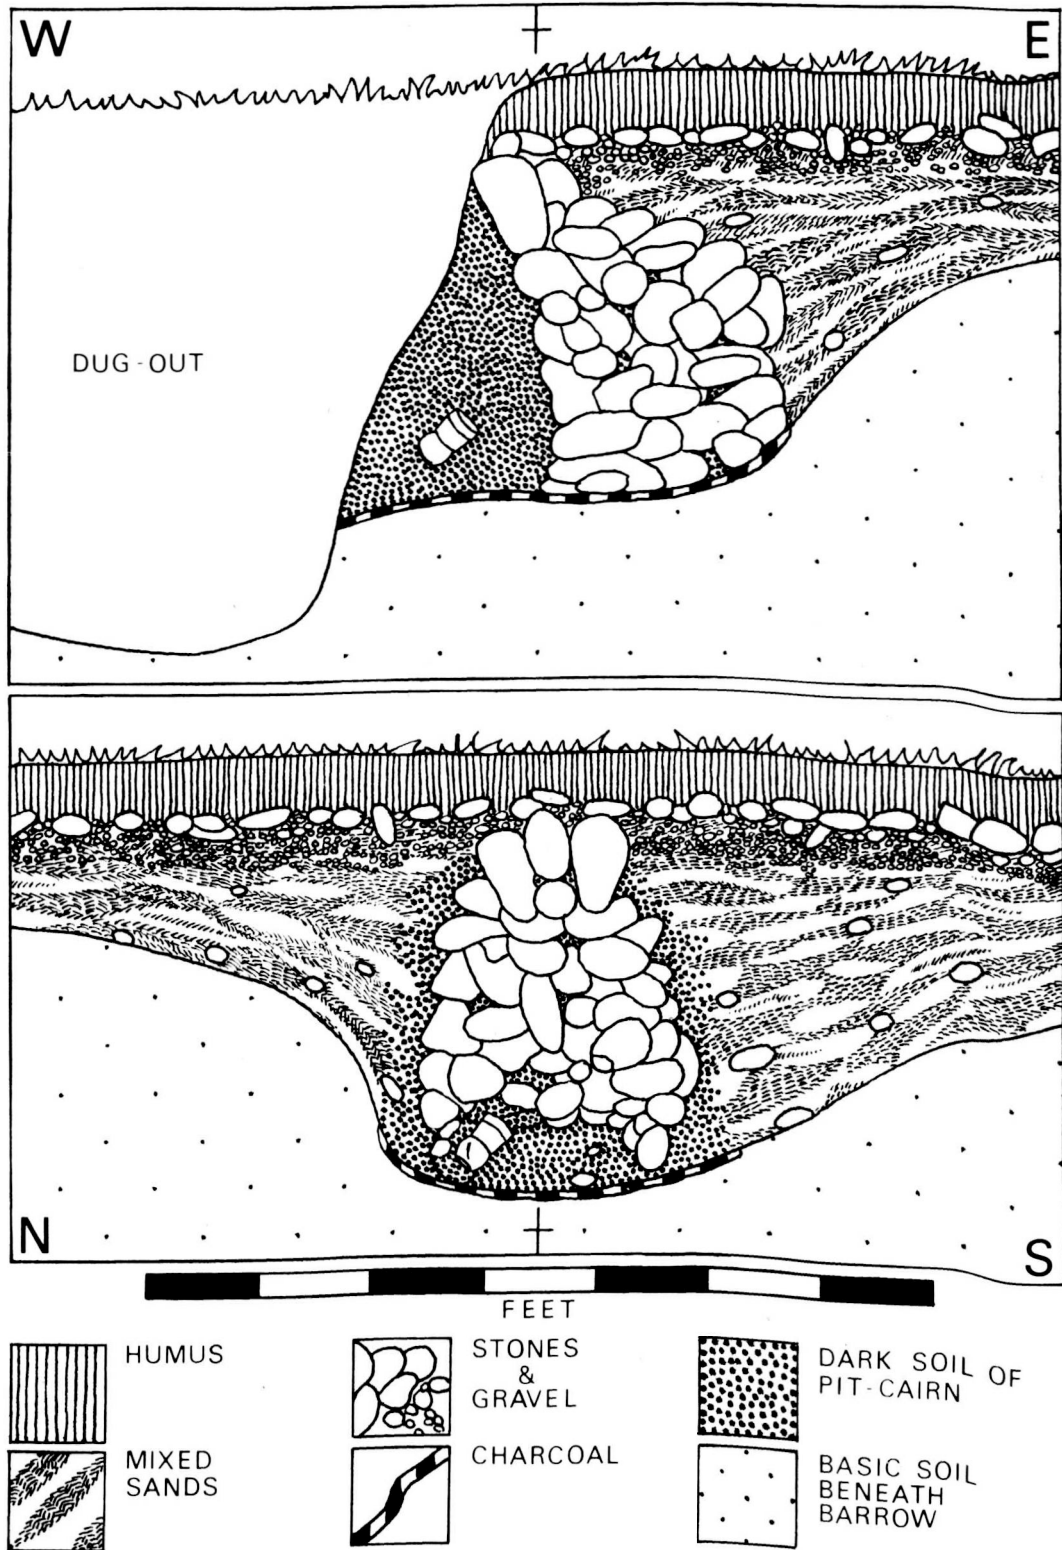 W
E
DUG-OUT
N
S
FEET
HUMUS
STONES
&
GRAVEL
DARK SOIL OF
PIT-CAIRN
MIXED
SANDS
CHARCOAL
BASIC SOIL
BENEATH
BARROW